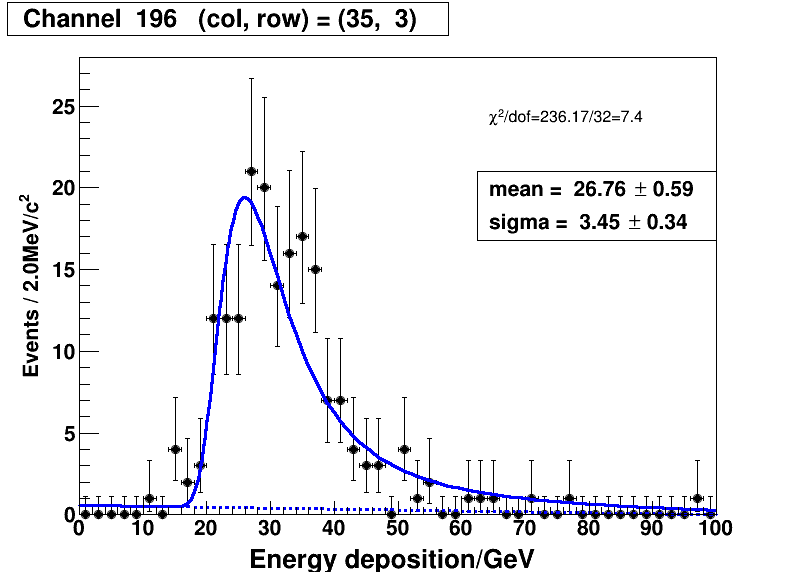 Channel 196 (col, row) = (35, 3)
χ²/dof=236.17/32=7.4
mean = 26.76 ± 0.59
sigma = 3.45 ± 0.34
Events / 2.0MeV/c²
25
20
15
10
5
0
0 10 20 30 40 50 60 70 80 90 100
Energy deposition/GeV